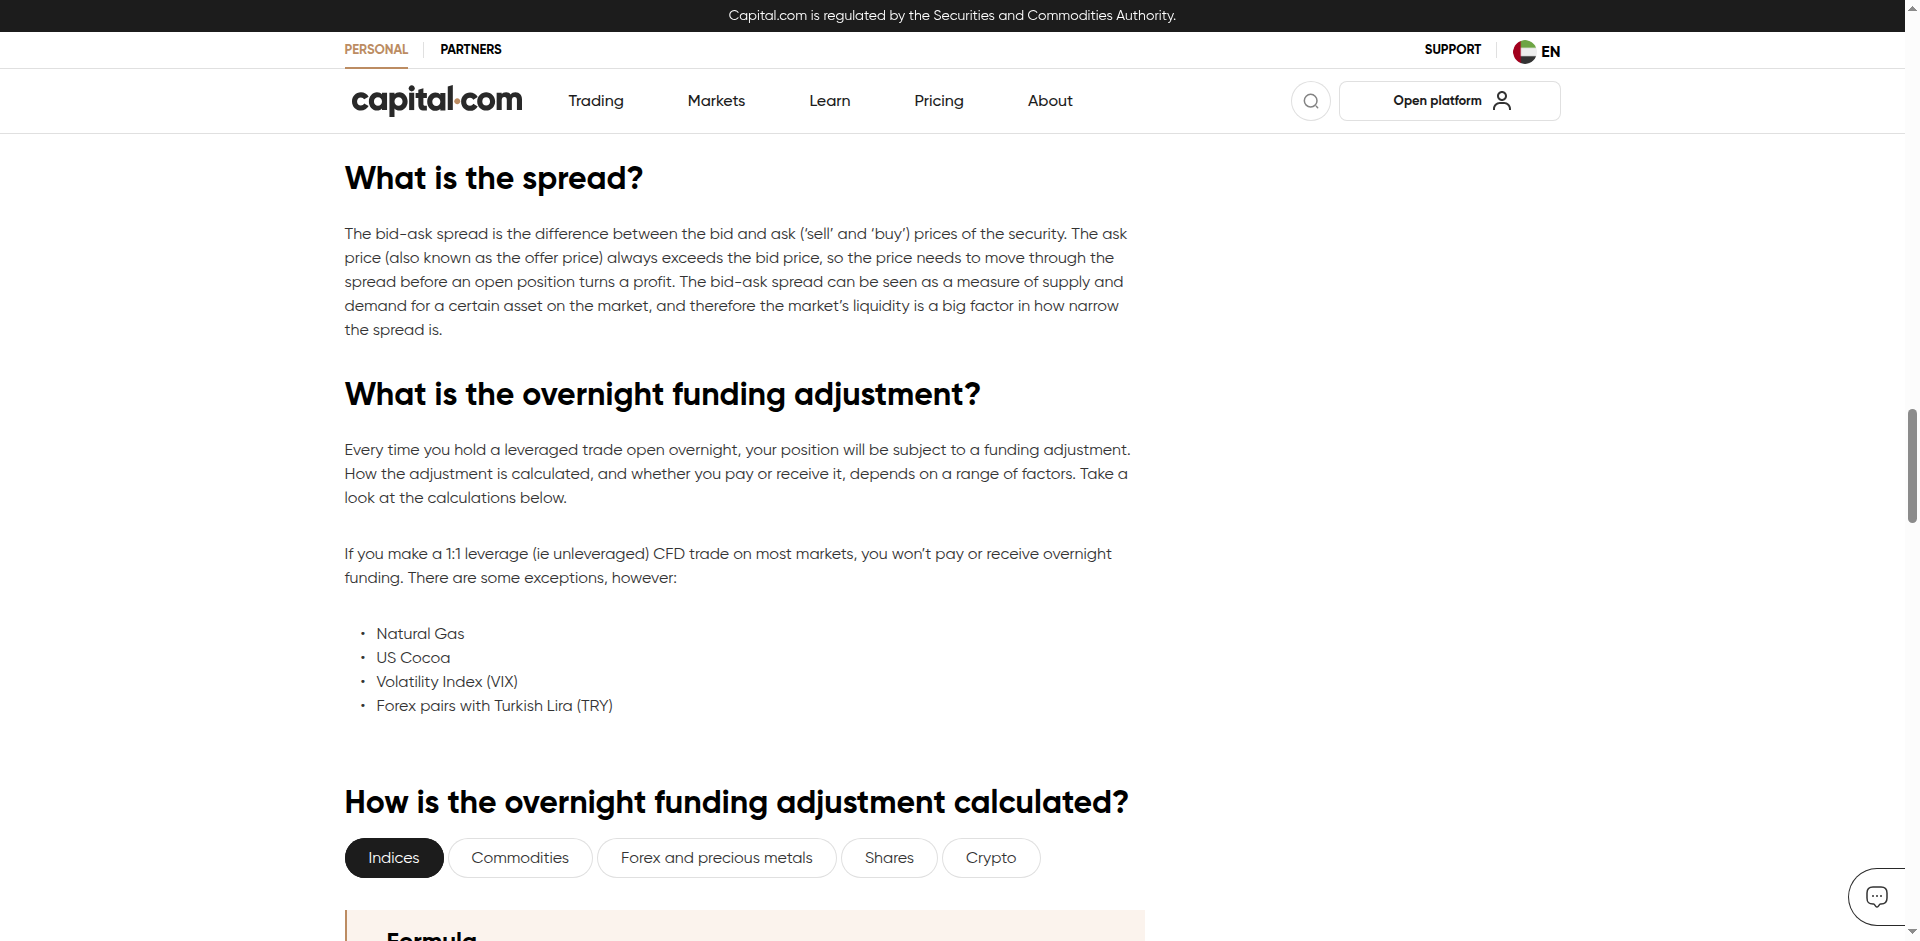 Capital.com is regulated by the Securities and Commodities Authority.
PERSONAL
PARTNERS
SUPPORT
EN
capital.com
Trading
Markets
Learn
Pricing
About
Open platform
What is the spread?
The bid-ask spread is the difference between the bid and ask (‘sell’ and ‘buy’) prices of the security. The ask
price (also known as the offer price) always exceeds the bid price, so the price needs to move through the
spread before an open position turns a profit. The bid-ask spread can be seen as a measure of supply and
demand for a certain asset on the market, and therefore the market’s liquidity is a big factor in how narrow
the spread is.
What is the overnight funding adjustment?
Every time you hold a leveraged trade open overnight, your position will be subject to a funding adjustment.
How the adjustment is calculated, and whether you pay or receive it, depends on a range of factors. Take a
look at the calculations below.
If you make a 1:1 leverage (ie unleveraged) CFD trade on most markets, you won’t pay or receive overnight
funding. There are some exceptions, however:
• Natural Gas
• US Cocoa
• Volatility Index (VIX)
• Forex pairs with Turkish Lira (TRY)
How is the overnight funding adjustment calculated?
Indices
Commodities
Forex and precious metals
Shares
Crypto
Formula